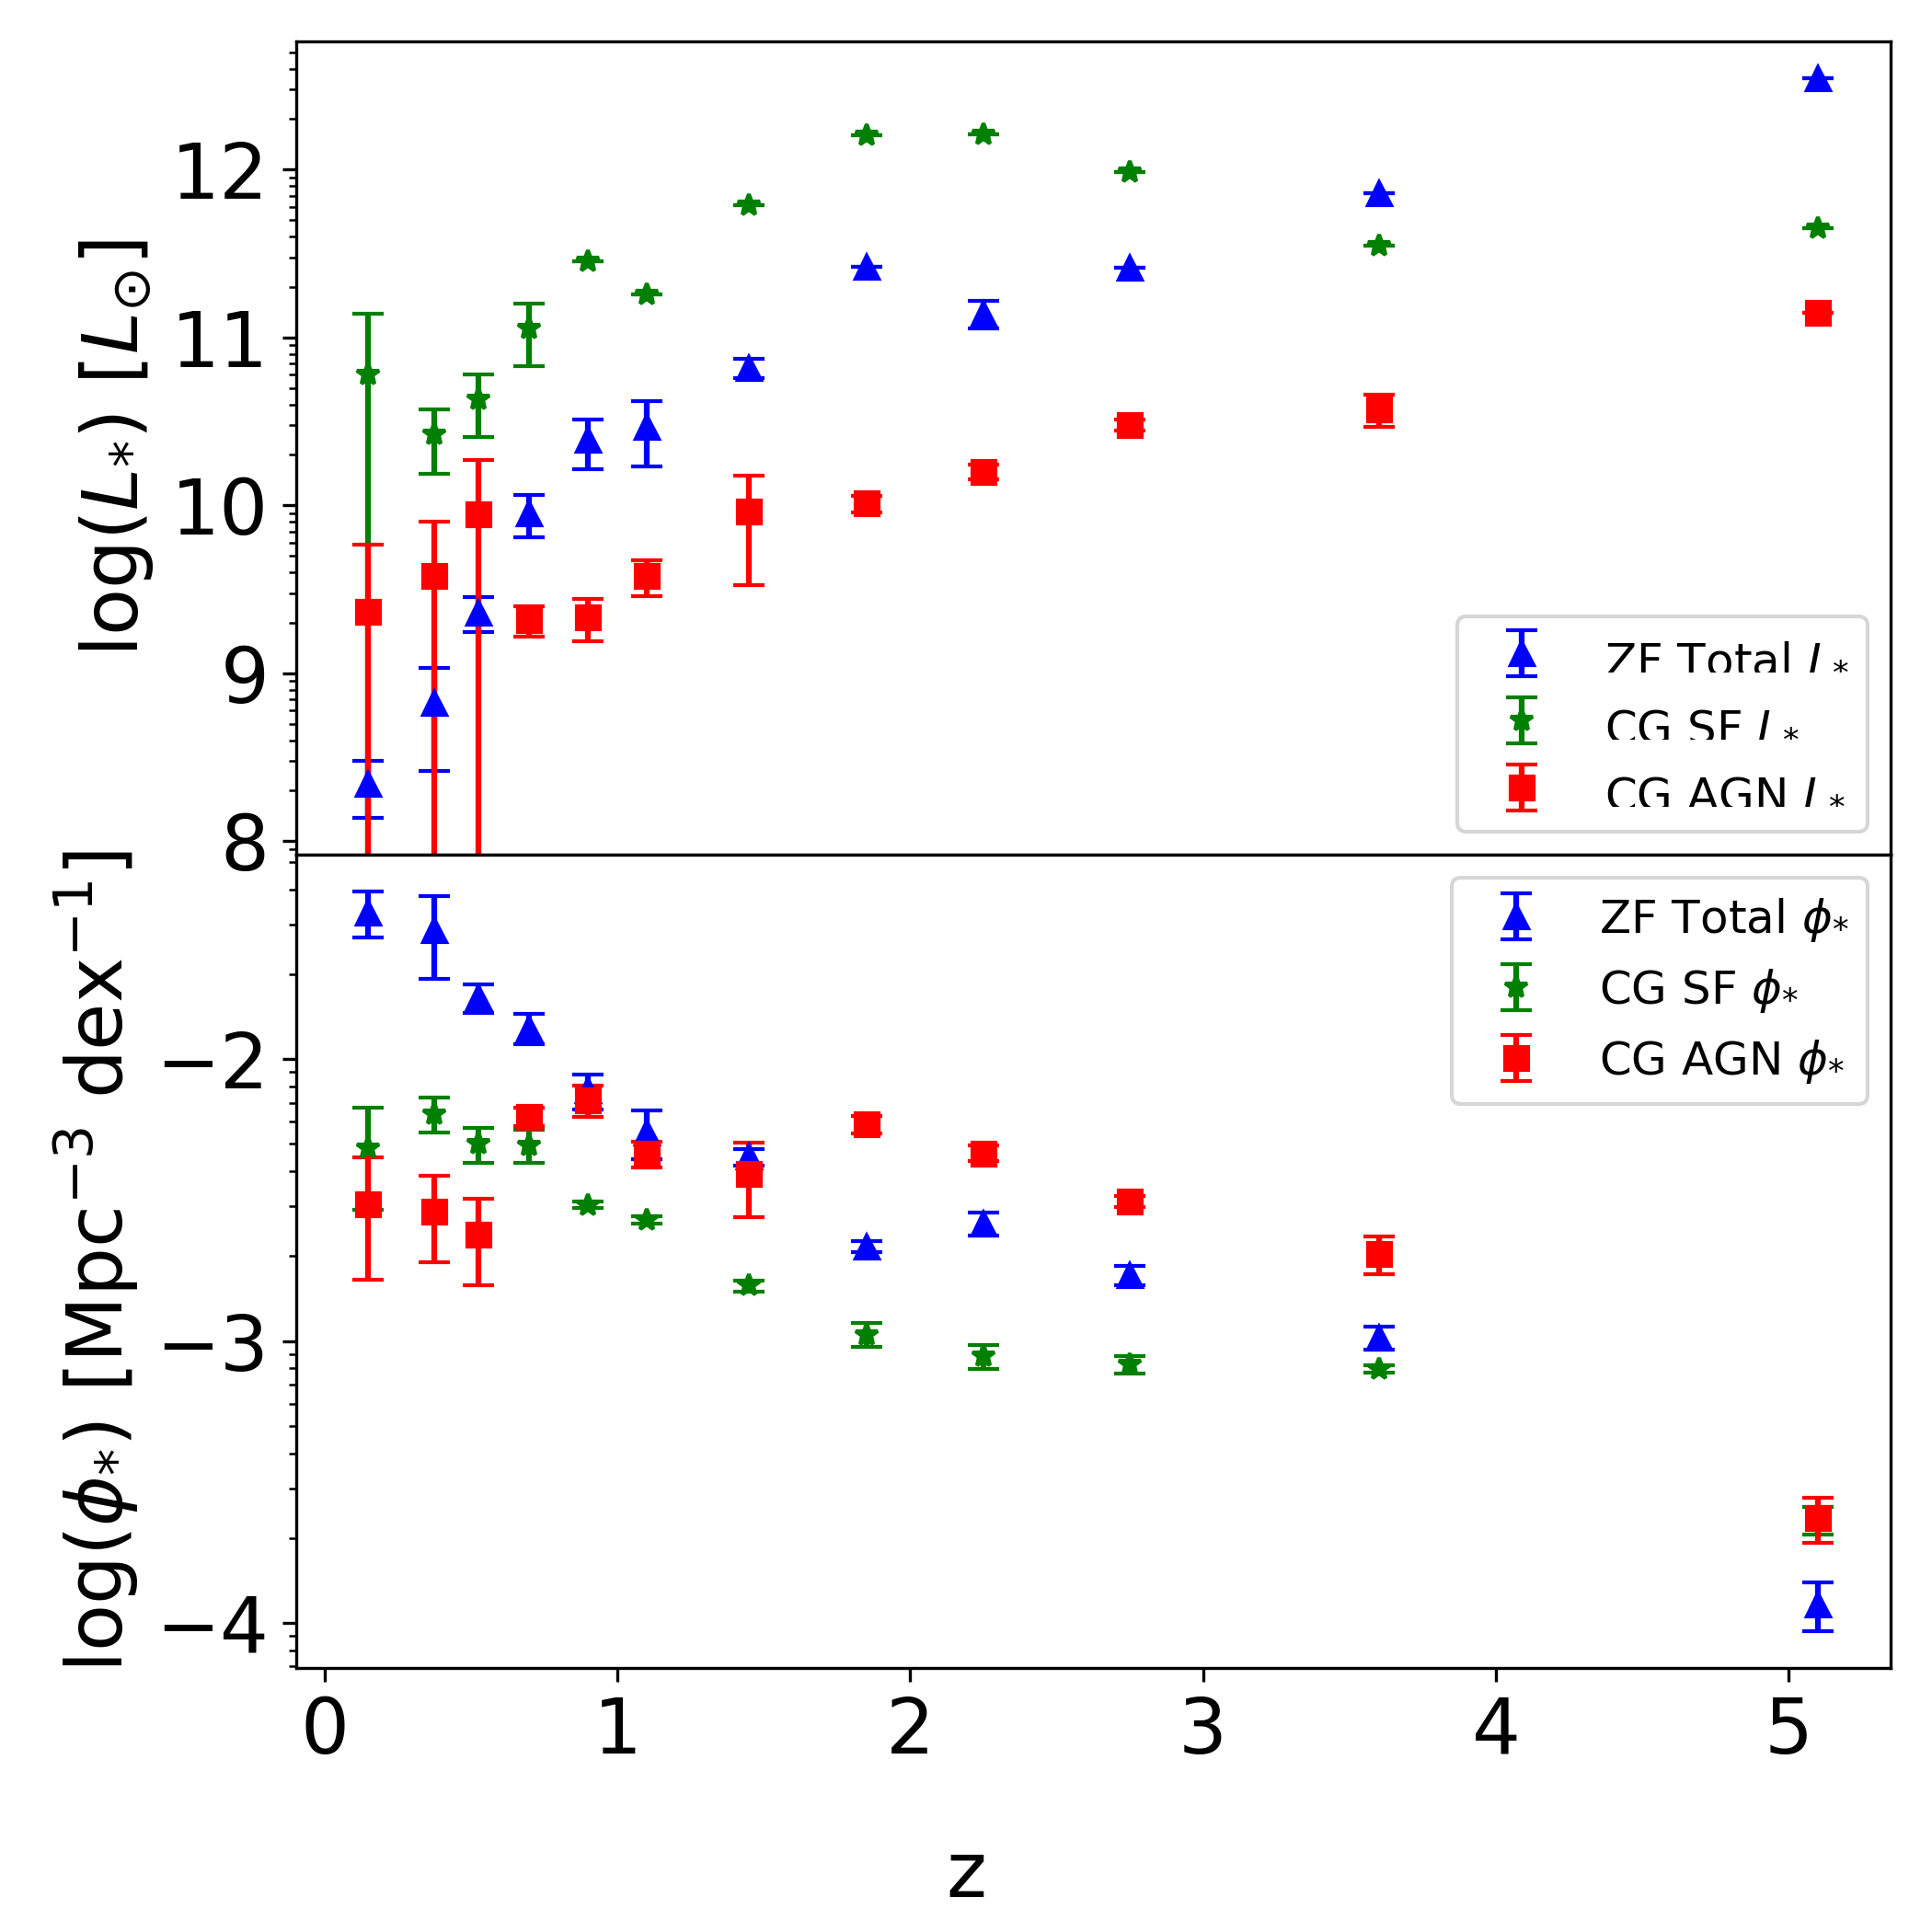 log(L*) [L⊙]
12
11
10
9
8
ZF Total L*
CG SF L*
CG AGN L*
log(ϕ*) [Mpc⁻³ dex⁻¹]
−2
−3
−4
ZF Total ϕ*
CG SF ϕ*
CG AGN ϕ*
0 1 2 3 4 5
z